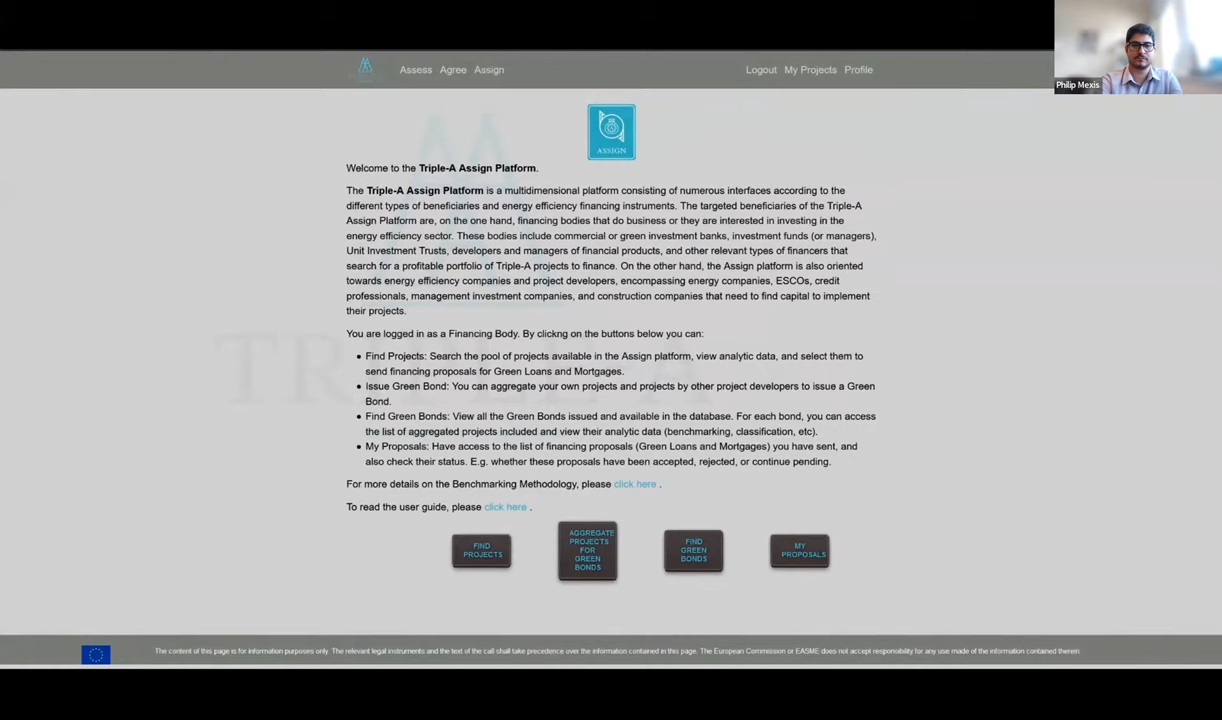 Assess Agree Assign
Logout My Projects Profile
Philip Mexis
ASSIGN
Welcome to the Triple-A Assign Platform.
The Triple-A Assign Platform is a multidimensional platform consisting of numerous interfaces according to the
different types of beneficiaries and energy efficiency financing instruments. The targeted beneficiaries of the Triple-A
Assign Platform are, on the one hand, financing bodies that do business or they are interested in investing in the
energy efficiency sector. These bodies include commercial or green investment banks, investment funds (or managers),
Unit Investment Trusts, developers and managers of financial products, and other relevant types of financers that
search for a profitable portfolio of Triple-A projects to finance. On the other hand, the Assign platform is also oriented
towards energy efficiency companies and project developers, encompassing energy companies, ESCOs, credit
professionals, management investment companies, and construction companies that need to find capital to implement
their projects.
You are logged in as a Financing Body. By clickng on the buttons below you can:
• Find Projects: Search the pool of projects available in the Assign platform, view analytic data, and select them to
send financing proposals for Green Loans and Mortgages.
• Issue Green Bond: You can aggregate your own projects and projects by other project developers to issue a Green
Bond.
• Find Green Bonds: View all the Green Bonds issued and available in the database. For each bond, you can access
the list of aggregated projects included and view their analytic data (benchmarking, classification, etc).
• My Proposals: Have access to the list of financing proposals (Green Loans and Mortgages) you have sent, and
also check their status. E.g. whether these proposals have been accepted, rejected, or continue pending.
For more details on the Benchmarking Methodology, please click here .
To read the user guide, please click here .
FIND
PROJECTS
AGGREGATE
PROJECTS
FOR
GREEN
BONDS
FIND
GREEN
BONDS
MY
PROPOSALS
TRIPLE-A
The content of this page is for information purposes only. The relevant legal instruments and the text of the call shall take precedence over the information contained in this page. The European Commission or EASME does not accept responsibility for any use made of the information contained therein